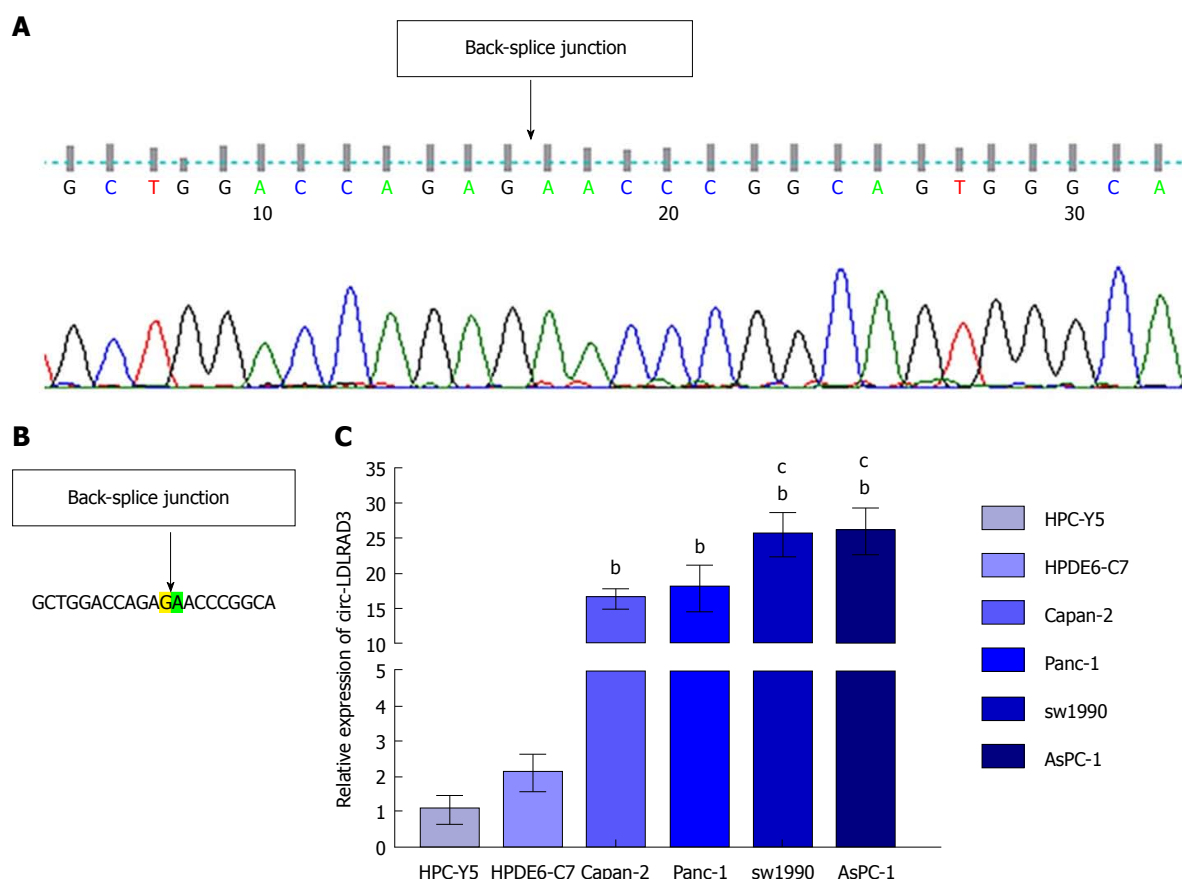 A
Back-splice junction
G C T G G A C C A G A G A A C C C G G C A G T G G G C A
10 20 30
B
Back-splice junction
GCTGGACCAGAGAACCCGGCA
C
Relative expression of circ-LDLRAD3
35
30
25
20
15
10
5
4
3
2
1
0
b
b
c
b
c
b
HPC-Y5 HPDE6-C7 Capan-2 Panc-1 sw1990 AsPC-1
HPC-Y5
HPDE6-C7
Capan-2
Panc-1
sw1990
AsPC-1